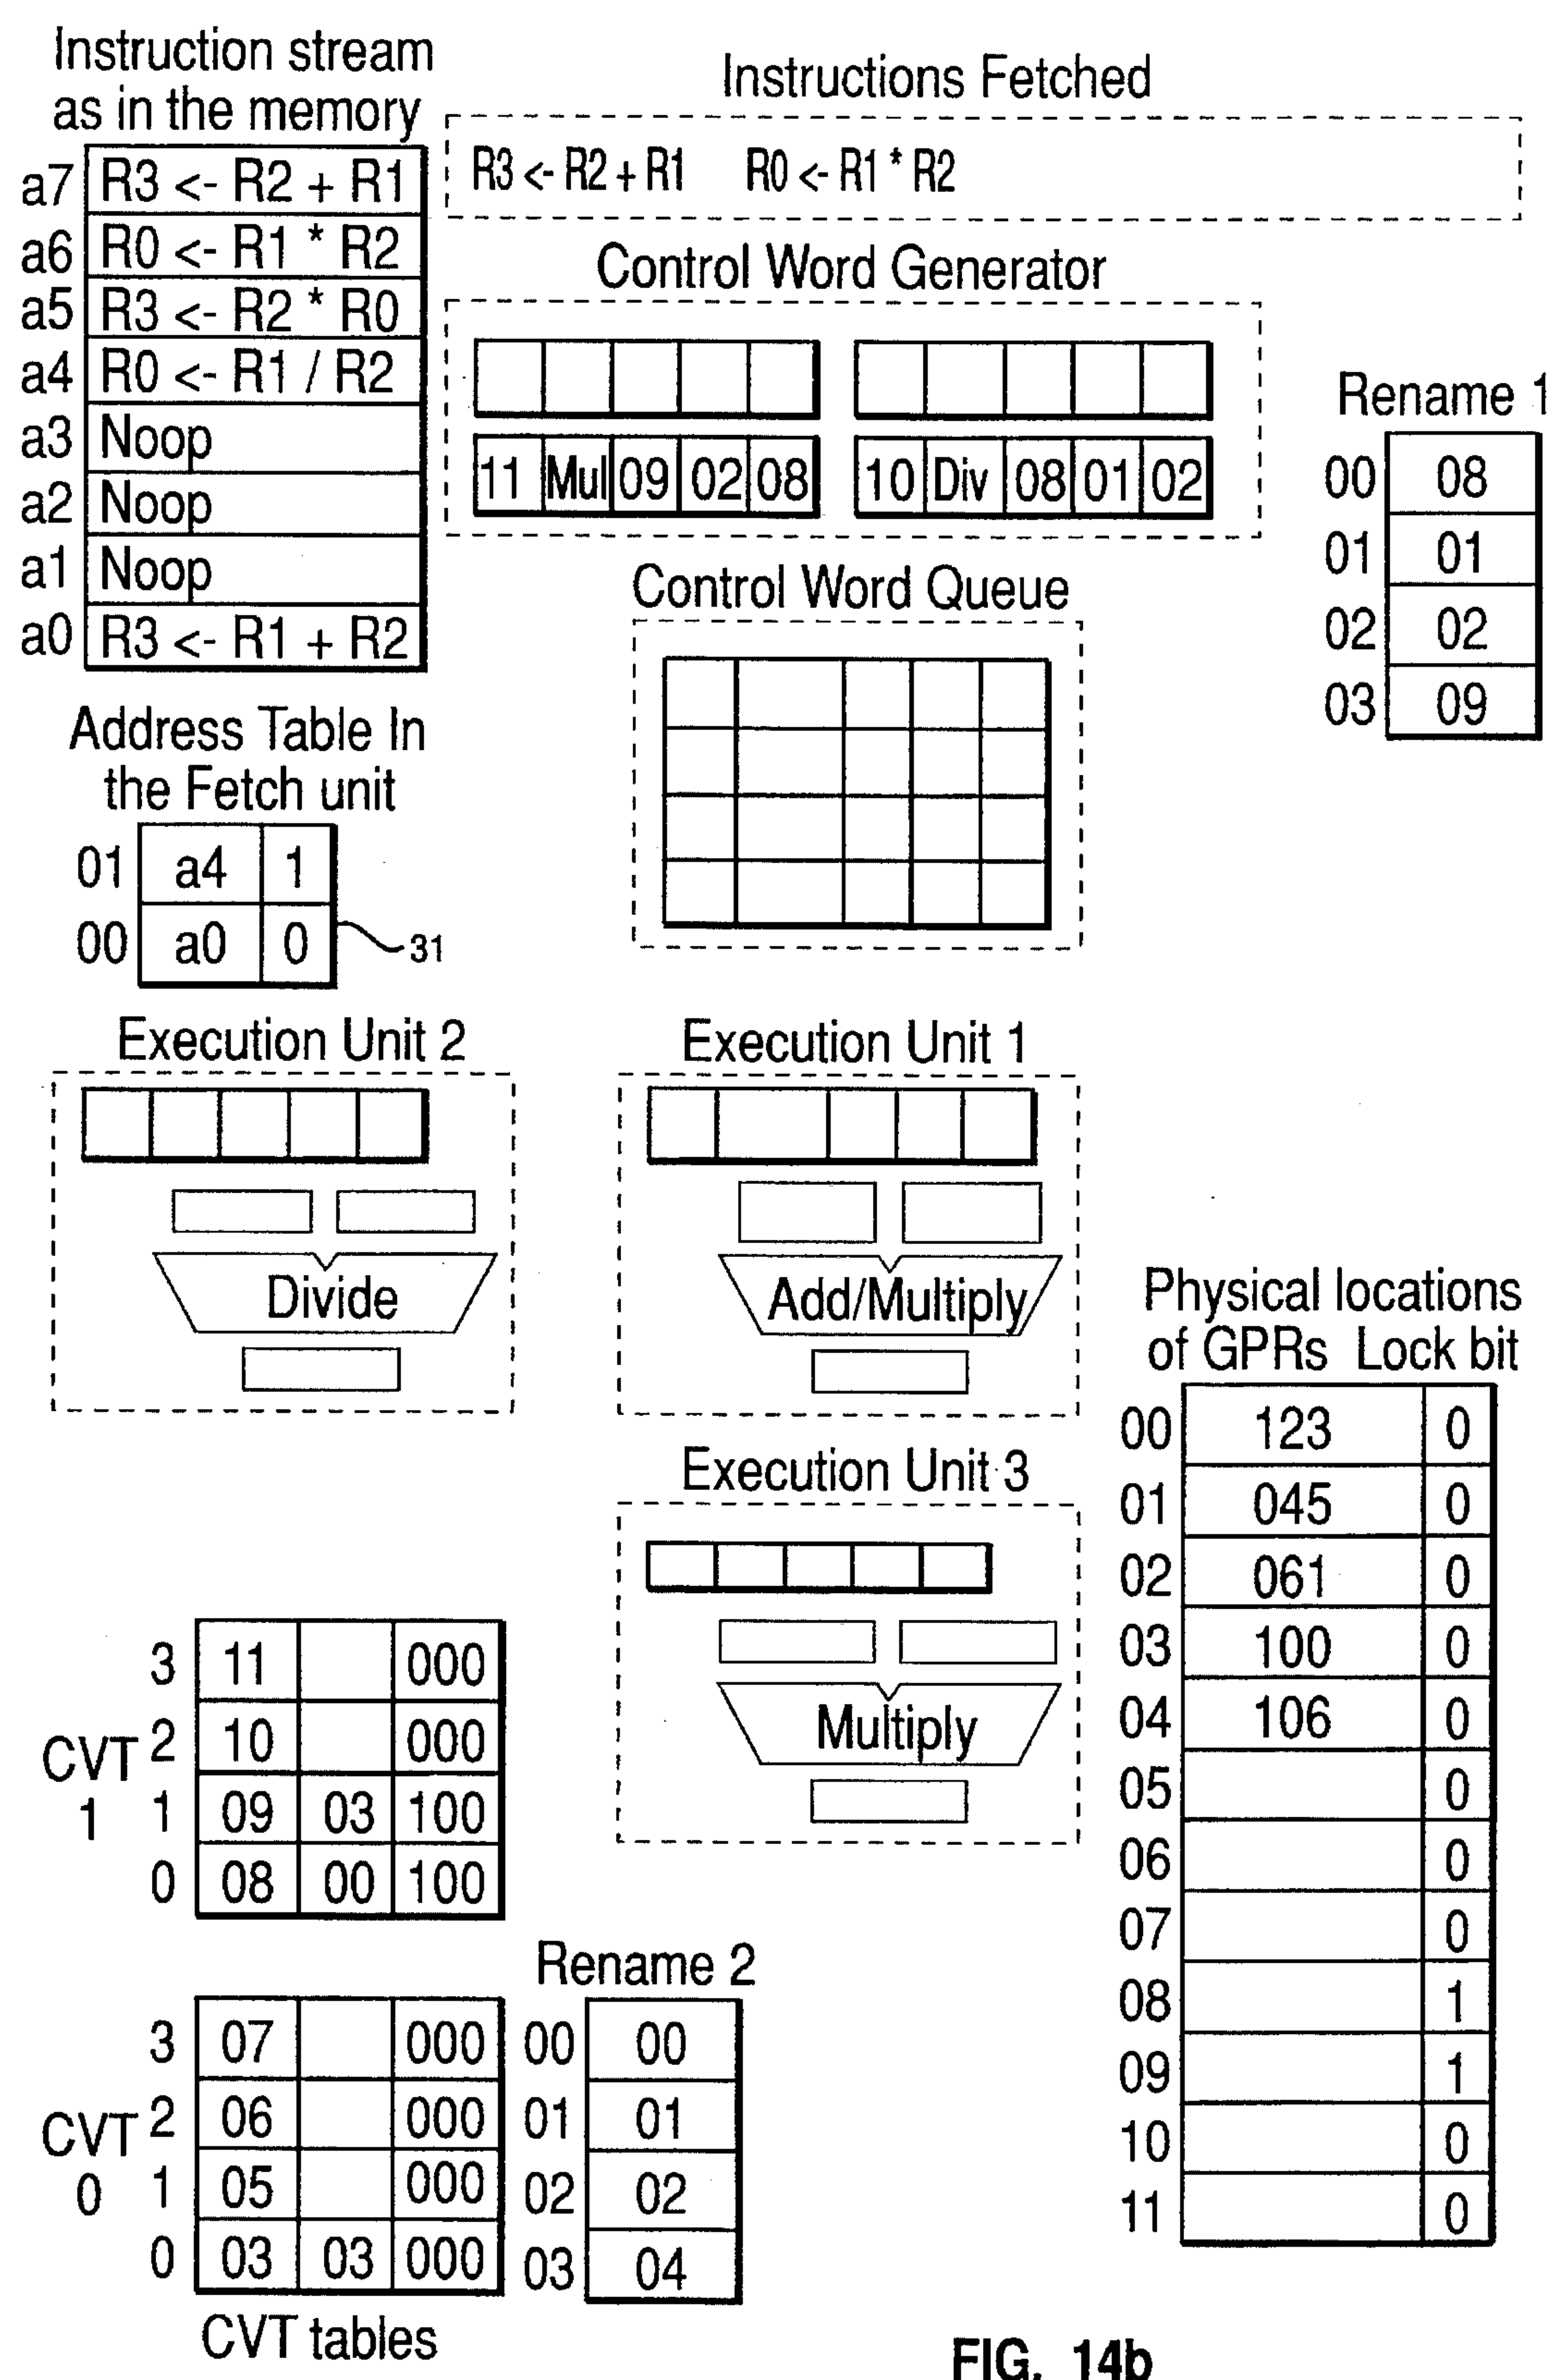 Instruction stream
as in the memory
a7 R3 <- R2 + R1
a6 R0 <- R1 * R2
a5 R3 <- R2 * R0
a4 R0 <- R1 / R2
a3 Noop
a2 Noop
a1 Noop
a0 R3 <- R1 + R2
Instructions Fetched
R3 <- R2 + R1 R0 <- R1 * R2
Control Word Generator
11 Mul 09 02 08 10 Div 08 01 02
Rename 1
00 08
01 01
02 02
03 09
Control Word Queue
Address Table In
the Fetch unit
01 a4 1
00 a0 0
31
Execution Unit 2
Divide
Execution Unit 1
Add/Multiply
Execution Unit 3
Multiply
Physical locations
of GPRs Lock bit
00 123 0
01 045 0
02 061 0
03 100 0
04 106 0
05 0
06 0
07 0
08 1
09 1
10 0
11 0
CVT
1
3 11 000
2 10 000
1 09 03 100
0 08 00 100
CVT
0
3 07 000
2 06 000
1 05 000
0 03 03 000
CVT tables
Rename 2
00 00
01 01
02 02
03 04
FIG. 14b